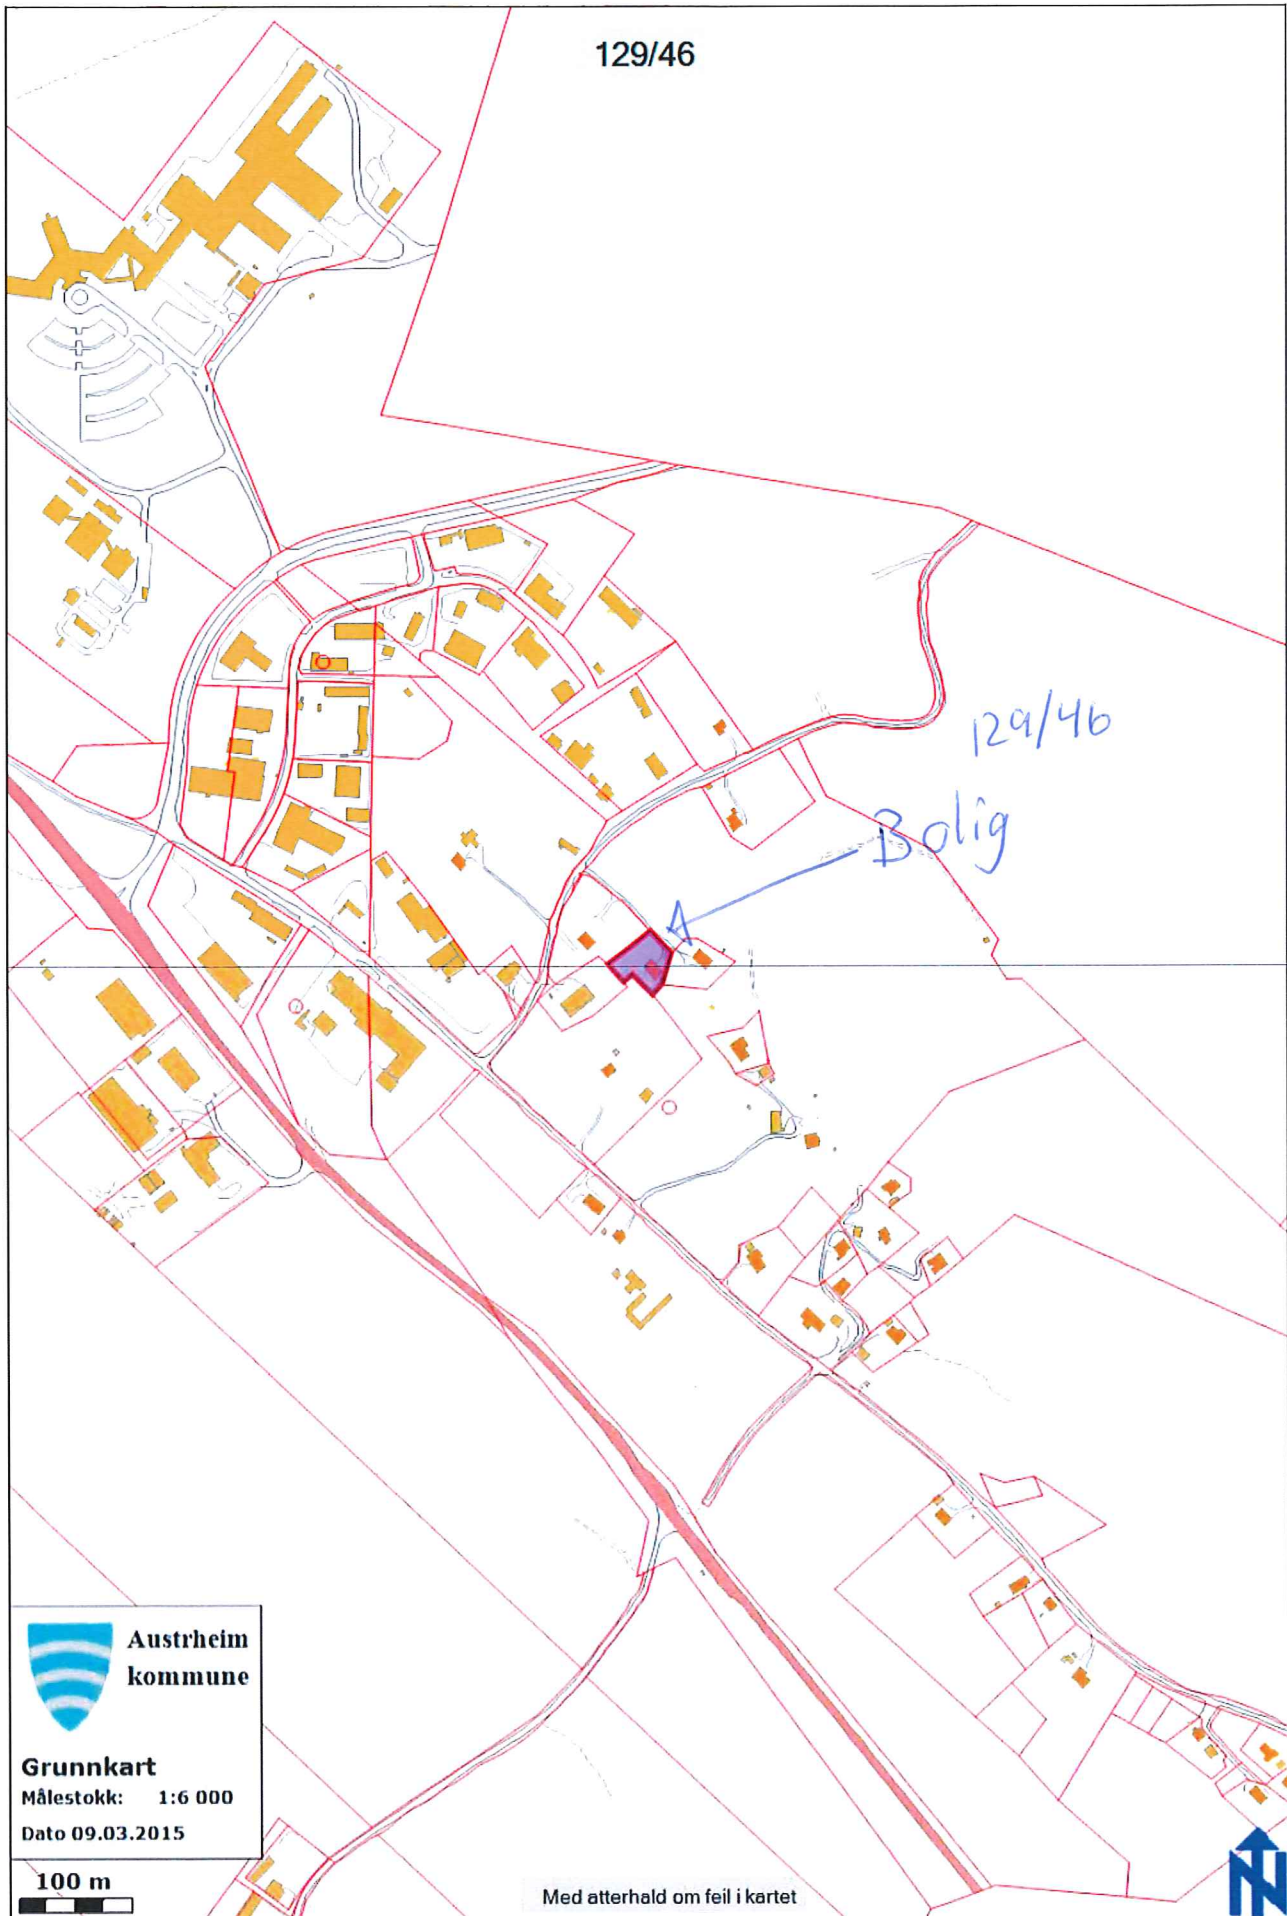 129/46
129/46
Bolig
Austrheim
kommune
Grunnkart
Målestokk: 1:6 000
Dato 09.03.2015
100 m
Med atterhald om feil i kartet
N